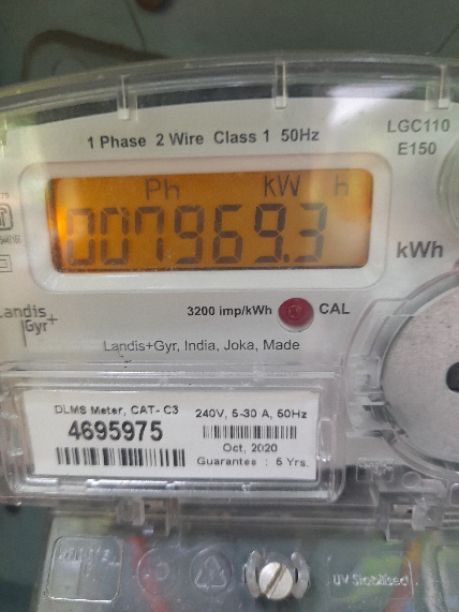 LGC110
E150
1 Phase 2 Wire Class 1 50Hz
Ph kW h
007969.3
kWh
Landis
Gyr+
3200 imp/kWh CAL
Landis+Gyr, India, Joka, Made
DLMS Meter, CAT-C3
4695975
240V, 5-30 A, 50Hz
Oct, 2020
Guarantee : 5 Yrs.
UV Stabilised